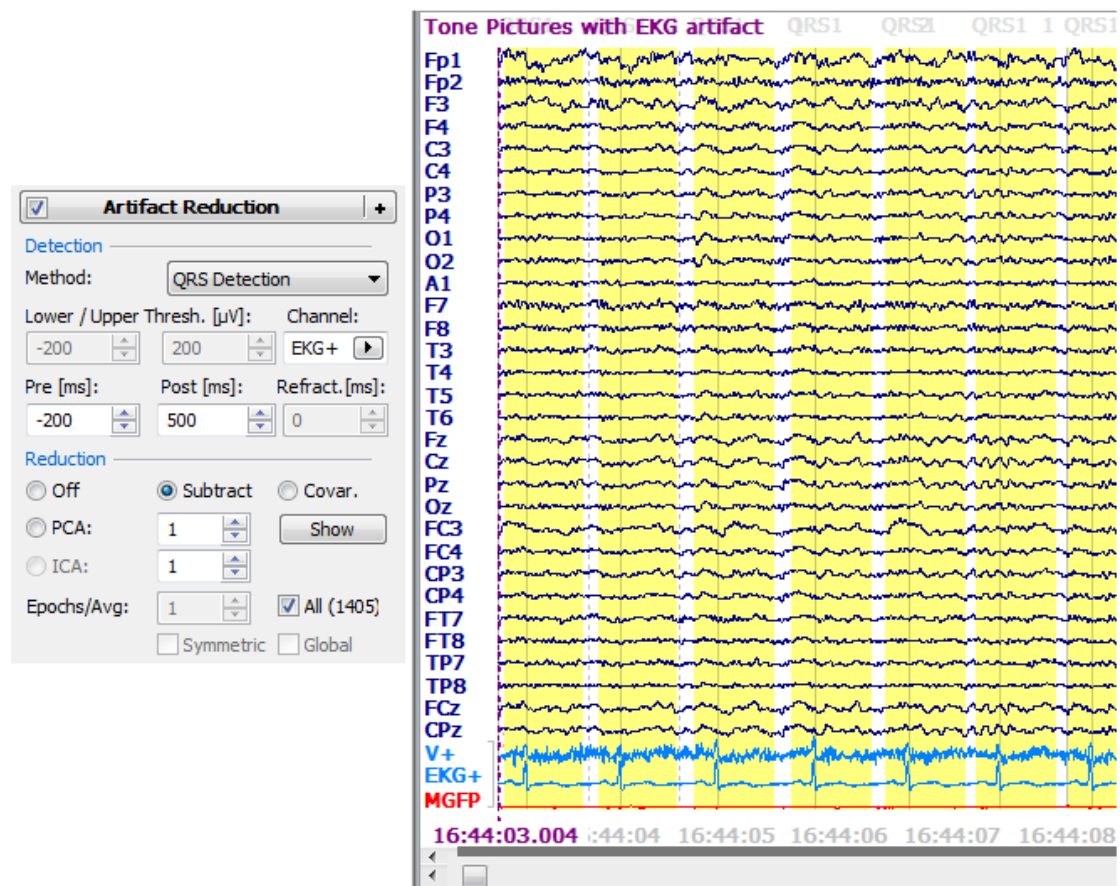 Artifact Reduction +
Detection
Method: QRS Detection
Lower / Upper Thresh. [µV]: Channel:
-200 200 EKG+
Pre [ms]: Post [ms]: Refract.[ms]:
-200 500 0
Reduction
Off Subtract Covar.
PCA: 1 Show
ICA: 1
Epochs/Avg: 1 All (1405)
Symmetric Global
Tone Pictures with EKG artifact QRS1 QRS1 1 QRS1
Fp1
Fp2
F3
F4
C3
C4
P3
P4
O1
O2
A1
F7
F8
T3
T4
T5
T6
Fz
Cz
Pz
Oz
FC3
FC4
CP3
CP4
FT7
FT8
TP7
TP8
FCz
CPz
V+
EKG+
MGFP
16:44:03.004 :44:04 16:44:05 16:44:06 16:44:07 16:44:08